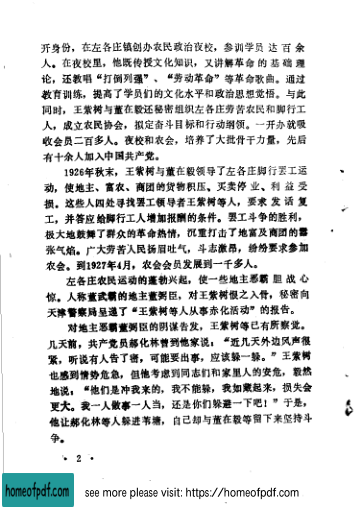 开身份，在左各庄镇创办农民政治夜校，参训学员达百余
人。在夜校里，他既传授文化知识，又讲解革命的基础理
论，还教唱“打倒列强”、“劳动革命”等革命歌曲。通过
教育训练，提高了学员们的文化水平和政治思想觉悟。与此
同时，王紫树与董在毅还秘密组织左各庄劳苦农民和脚行工
人，成立农民协会，拟定奋斗目标和行动纲领。一开办就吸
收会员二百多人。夜校和农会，培养了大批骨干力量，先后
有十余人加入中国共产党。
1926年秋末，王紫树与董在毅领导了左各庄脚行罢工运
动，使地主、富农、商团的货物积压。买卖停业、利益受
损。这些人四处寻找罢工领导者王紫树等人，要求发话复
工，并答应给脚行工人增加报酬的条件。罢工斗争的胜利，
极大地鼓舞了群众的革命热情，沉重打击了地富及商团的嚣
张气焰。广大劳苦人民扬眉吐气，斗志激昂，纷纷要求参加
农会。到1927年4月，农会会员发展到一千多人。
左各庄农民运动的蓬勃兴起，使一些地主恶霸胆战心
惊。人称董武霸的地主董弼臣，对王紫树恨之入骨，秘密向
天津警察局呈递了“王紫树等人从事赤化活动”的报告。
对地主恶霸董弼臣的阴谋告发，王紫树等已有所察觉。
几天前，共产党员郝化林曾到他家说：“近几天外边风声很
紧，听说有人告了密，可能要出事，应该躲一躲。”王紫树
也感到情势危急，但他考虑到同志们和家里人的安危，毅然
地说：“他们是冲我来的，我不能躲，我如藏起来，损失会
更大。我一人做事一人当，还是你们躲避一下吧！”于是，
他让郝化林等人躲进苇塘，自己却与董在毅等留下来坚持斗
争。
· 2 ·
homeofpdf.com
see more please visit: https://homeofpdf.com